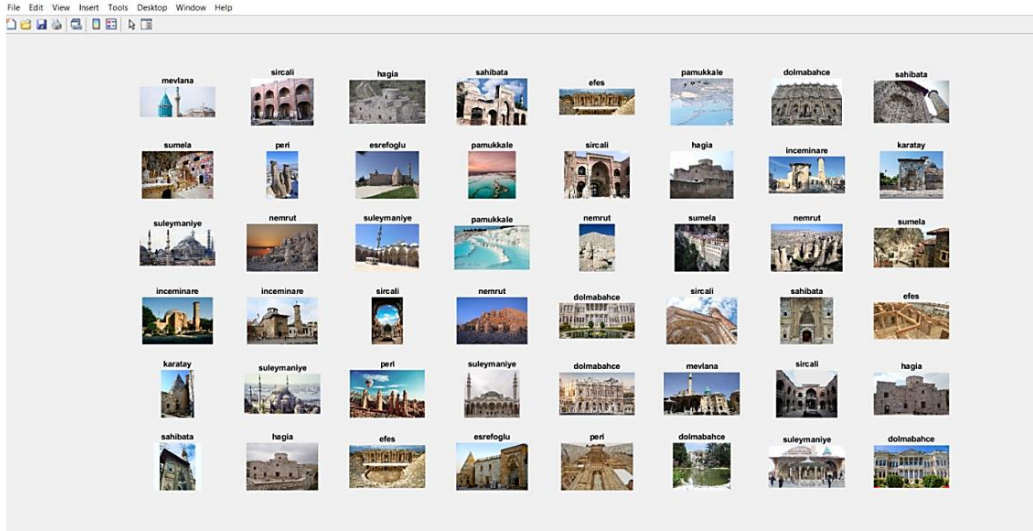 File Edit View Insert Tools Desktop Window Help
mevlana sircali hagia sahibata efes pamukkale dolmabahce sahibata
sumela peri esrefoglu pamukkale sircali hagia inceminare karatay
suleymaniye nemrut suleymaniye pamukkale nemrut sumela nemrut sumela
inceminare inceminare sircali nemrut dolmabahce sircali sahibata efes
karatay suleymaniye peri suleymaniye dolmabahce mevlana sircali hagia
sahibata hagia efes esrefoglu peri dolmabahce suleymaniye dolmabahce